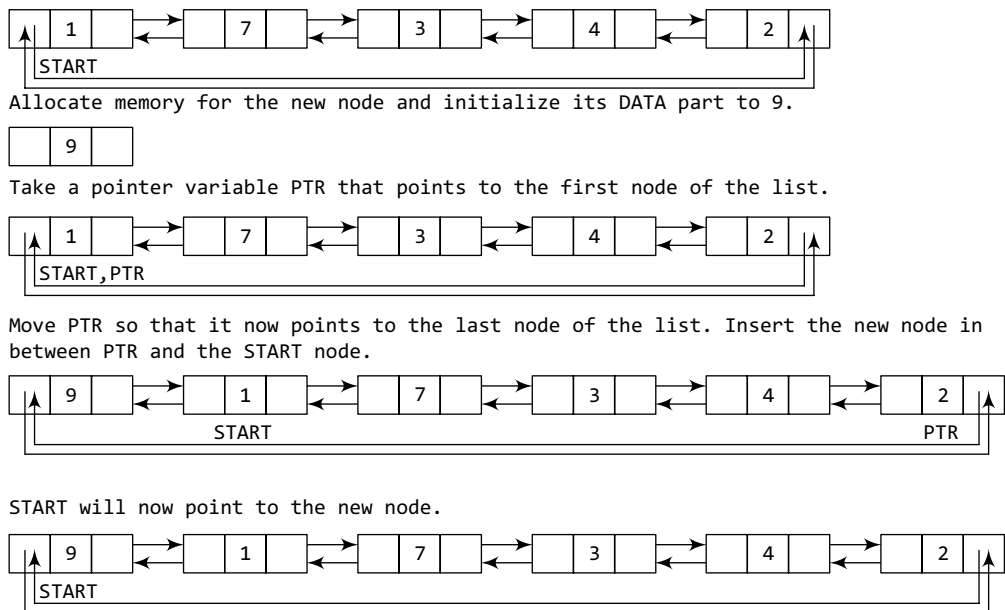 1 7 3 4 2
START
Allocate memory for the new node and initialize its DATA part to 9.
9
Take a pointer variable PTR that points to the first node of the list.
1 7 3 4 2
START,PTR
Move PTR so that it now points to the last node of the list. Insert the new node in
between PTR and the START node.
9 1 7 3 4 2
START PTR
START will now point to the new node.
9 1 7 3 4 2
START